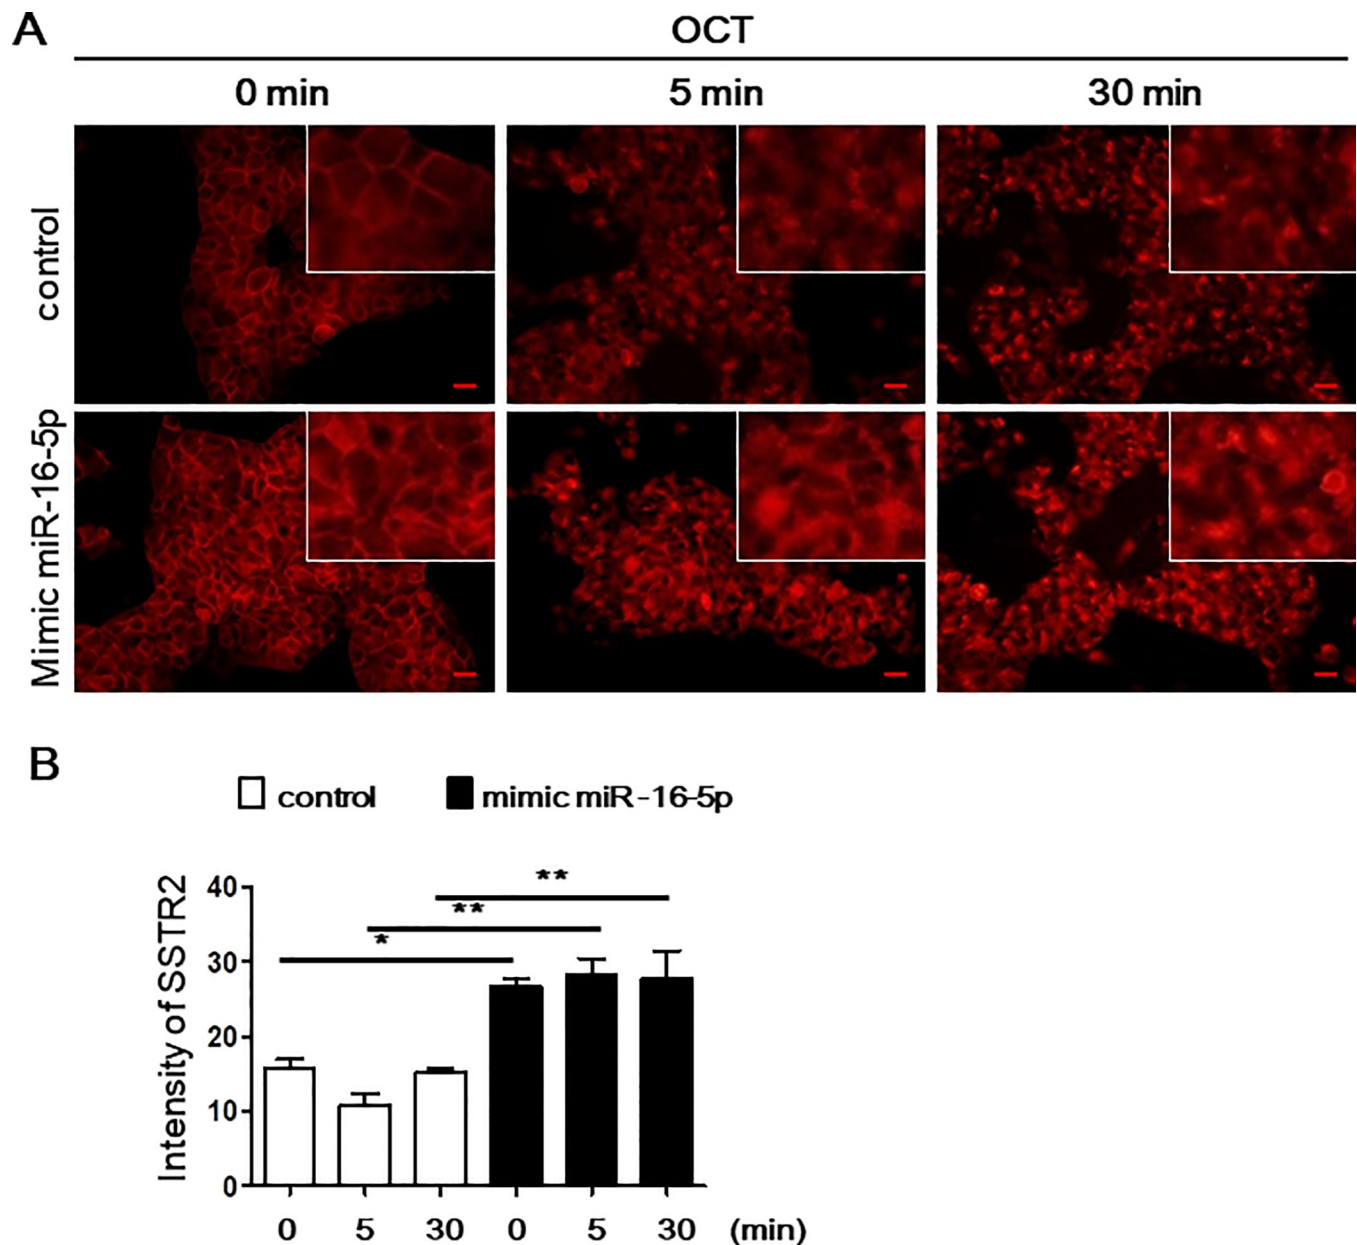 A
OCT
0 min 5 min 30 min
control
Mimic miR-16-5p
B
control mimic miR-16-5p
Intensity of SSTR2
40
30
20
10
0
**
**
*
0 5 30 0 5 30 (min)